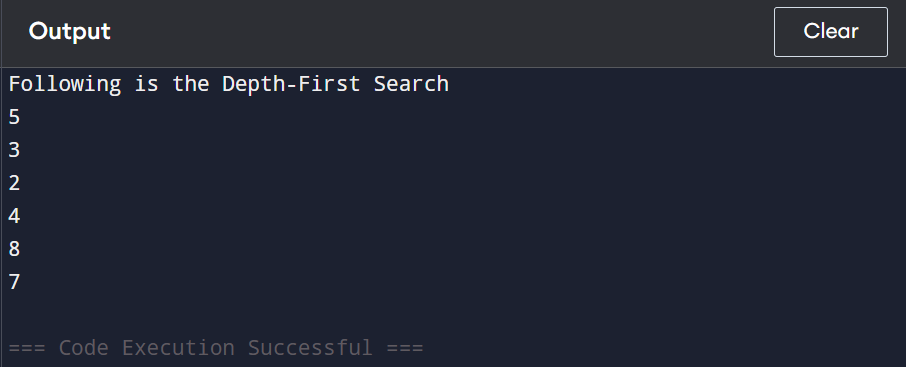 Output
Clear
Following is the Depth-First Search
5
3
2
4
8
7
=== Code Execution Successful ===